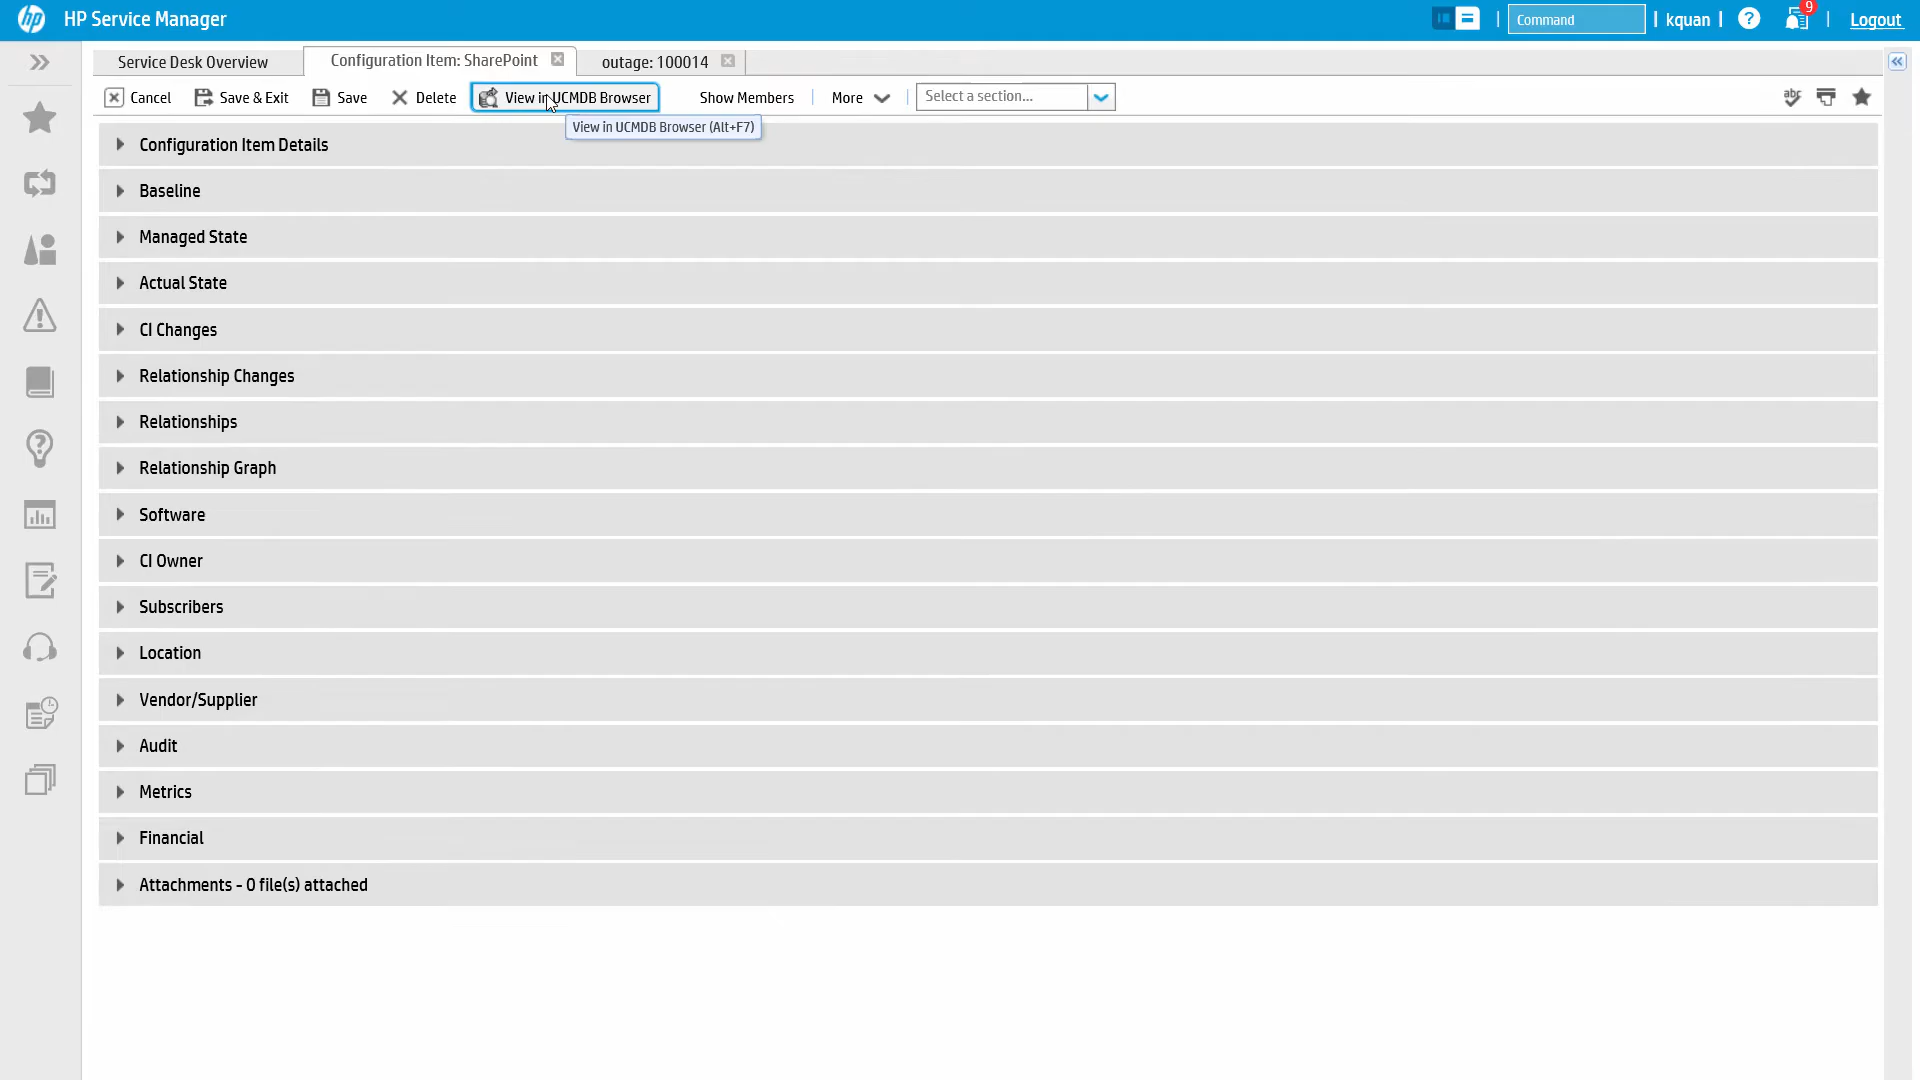 hp HP Service Manager Command kquan ? 9 Logout
Service Desk Overview Configuration Item: SharePoint outage: 100014
Cancel Save & Exit Save Delete View in UCMDB Browser Show Members More Select a section... abc
View in UCMDB Browser (Alt+F7)
Configuration Item Details
Baseline
Managed State
Actual State
CI Changes
Relationship Changes
Relationships
Relationship Graph
Software
CI Owner
Subscribers
Location
Vendor/Supplier
Audit
Metrics
Financial
Attachments - 0 file(s) attached